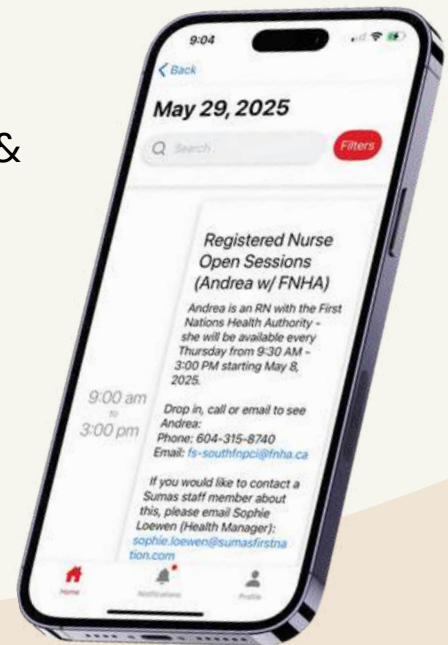 &
9:04
Back
May 29, 2025
Search
Filters
Registered Nurse
Open Sessions
(Andrea w/ FNHA)
Andrea is an RN with the First
Nations Health Authority -
she will be available every
Thursday from 9:30 AM –
3:00 PM starting May 8,
2025.
9:00 am
to
3:00 pm
Drop in, call or email to see
Andrea:
Phone: 604-315-8740
Email: fs-southfnpci@fnha.ca
If you would like to contact a
Sumas staff member about
this, please email Sophie
Loewen (Health Manager):
sophie.loewen@sumasfirstna
tion.com
Home
Notifications
Profile